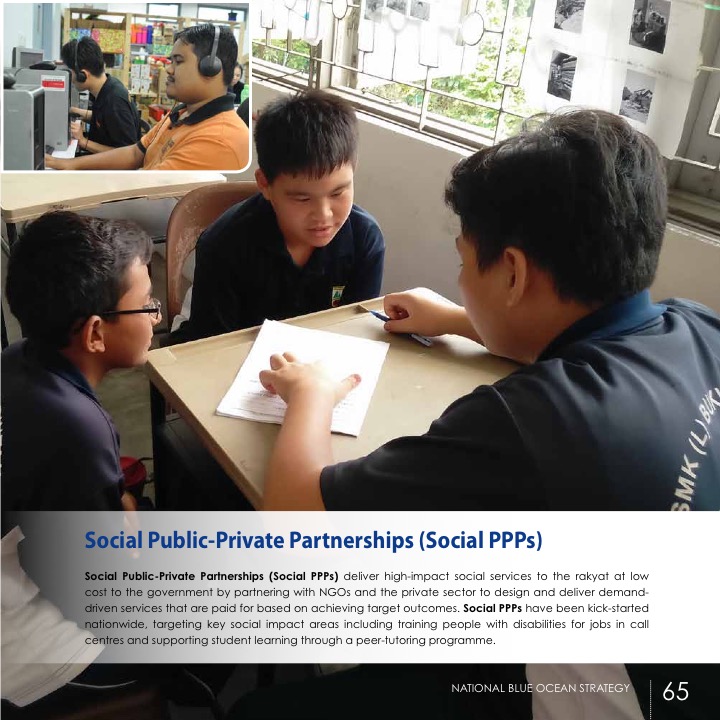 SMK (L) BUK
Social Public-Private Partnerships (Social PPPs)
Social Public-Private Partnerships (Social PPPs) deliver high-impact social services to the rakyat at low
cost to the government by partnering with NGOs and the private sector to design and deliver demand-
driven services that are paid for based on achieving target outcomes. Social PPPs have been kick-started
nationwide, targeting key social impact areas including training people with disabilities for jobs in call
centres and supporting student learning through a peer-tutoring programme.
NATIONAL BLUE OCEAN STRATEGY
65